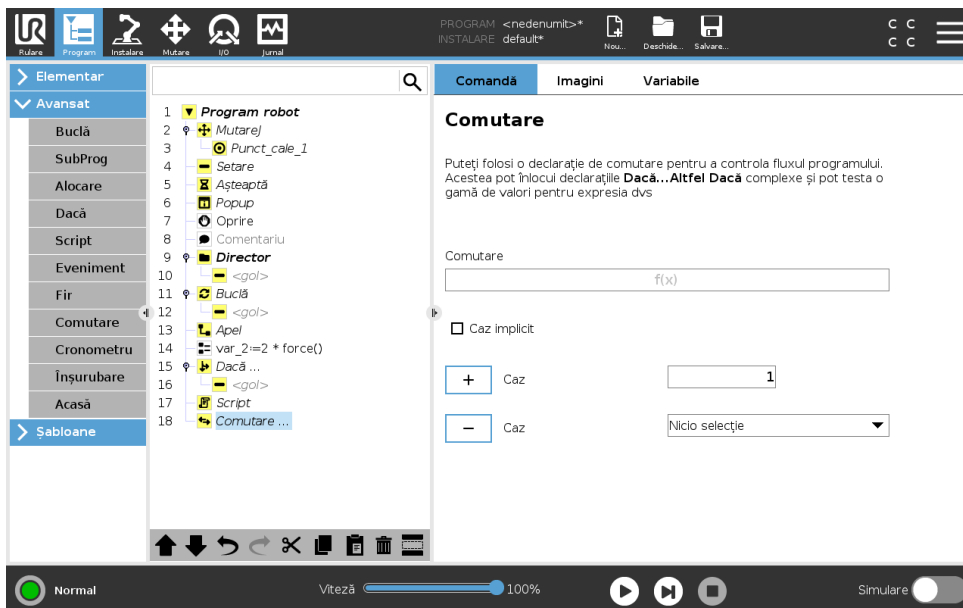 UR
Rulare
Program
Instalare
Mutare
I/O
Jurnal
PROGRAM <nedenumit>*
INSTALARE default*
Nou...
Deschide...
Salvare...
C C
C C
Elementar
Avansat
Buclă
SubProg
Alocare
Dacă
Script
Eveniment
Fir
Comutare
Cronometru
Înșurubare
Acasă
Șabloane
1 Program robot
2 MutareJ
3 Punct_cale_1
4 Setare
5 Așteaptă
6 Popup
7 Oprire
8 Comentariu
9 Director
10 <gol>
11 Buclă
12 <gol>
13 Apel
14 var_2:=2 * force()
15 Dacă ...
16 <gol>
17 Script
18 Comutare ...
Comandă Imagini Variabile
Comutare
Puteți folosi o declarație de comutare pentru a controla fluxul programului.
Acestea pot înlocui declarațiile Dacă...Altfel Dacă complexe și pot testa o
gamă de valori pentru expresia dvs
Comutare
f(x)
Caz implicit
+ Caz 1
− Caz Nicio selecție
Normal
Viteză 100%
Simulare